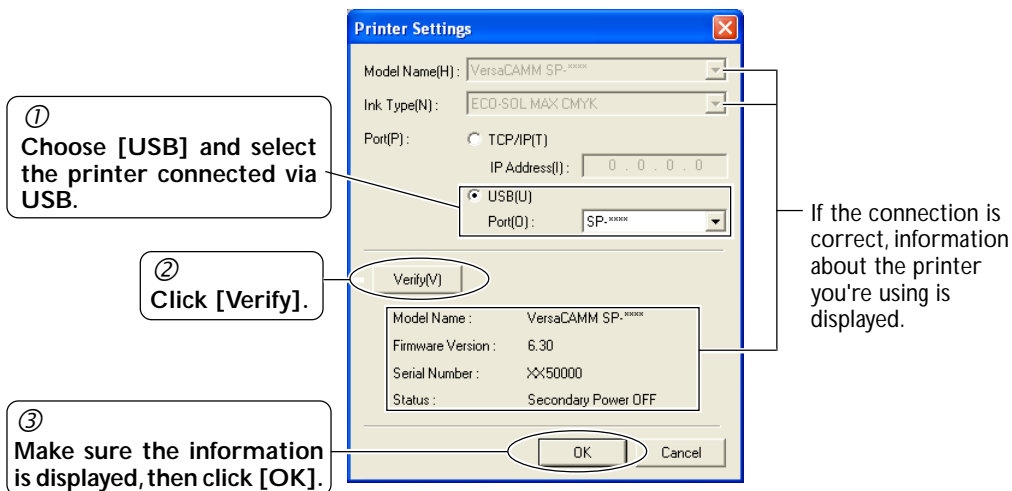 Printer Settings
Model Name(H) : VersaCAMM SP-****
Ink Type(N) : ECO-SOL MAX CMYK
Port(P) : TCP/IP(T)
IP Address(I) : 0 . 0 . 0 . 0
USB(U)
Port(O) : SP-****
Verify(V)
Model Name : VersaCAMM SP-****
Firmware Version : 6.30
Serial Number : XX50000
Status : Secondary Power OFF
OK Cancel
①
Choose [USB] and select
the printer connected via
USB.
②
Click [Verify].
③
Make sure the information
is displayed, then click [OK].
If the connection is
correct, information
about the printer
you're using is
displayed.